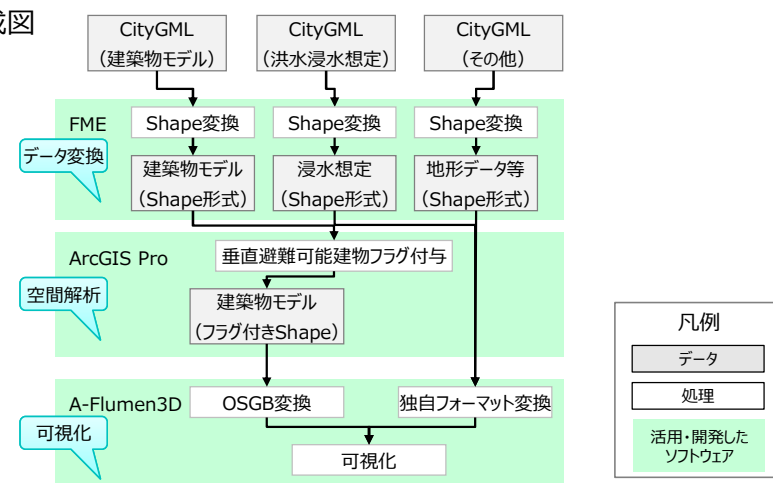 成図
CityGML
(建築物モデル)
CityGML
(洪水浸水想定)
CityGML
(その他)
FME
データ変換
Shape変換
Shape変換
Shape変換
建築物モデル
(Shape形式)
浸水想定
(Shape形式)
地形データ等
(Shape形式)
ArcGIS Pro
空間解析
垂直避難可能建物フラグ付与
建築物モデル
(フラグ付きShape)
A-Flumen3D
可視化
OSGB変換
独自フォーマット変換
可視化
凡例
データ
処理
活用・開発した
ソフトウェア